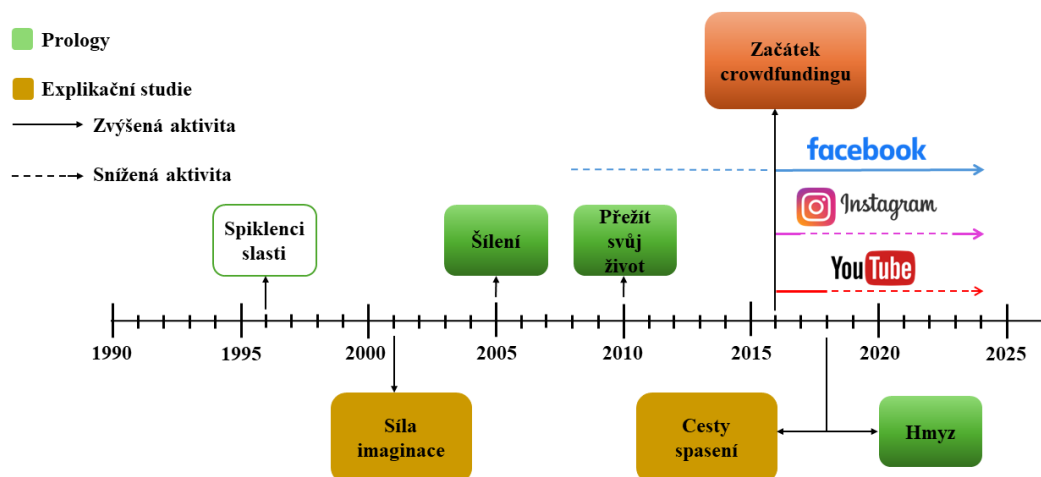 Prology
Explikační studie
Zvýšená aktivita
Snížená aktivita
Začátek
crowdfundingu
facebook
Instagram
YouTube
Spiklenci
slasti
Šílení
Přežít
svůj
život
1990
1995
2000
2005
2010
2015
2020
2025
Síla
imaginace
Cesty
spasení
Hmyz